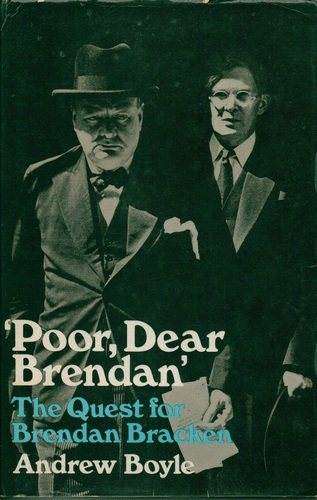 'Poor, Dear
Brendan'
The Quest for
Brendan Bracken
Andrew Boyle